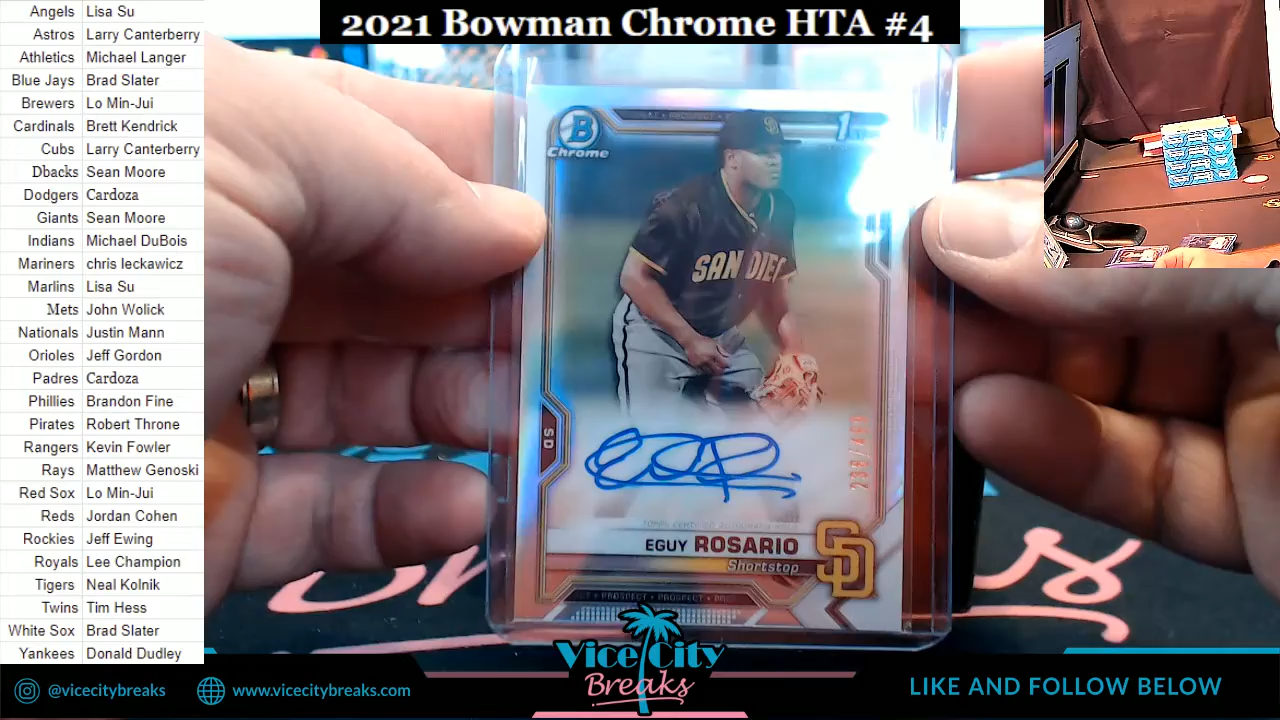 2021 Bowman Chrome HTA #4
Angels Lisa Su
Astros Larry Canterberry
Athletics Michael Langer
Blue Jays Brad Slater
Brewers Lo Min-Jui
Cardinals Brett Kendrick
Cubs Larry Canterberry
Dbacks Sean Moore
Dodgers Cardoza
Giants Sean Moore
Indians Michael DuBois
Mariners chris leckawicz
Marlins Lisa Su
Mets John Wolick
Nationals Justin Mann
Orioles Jeff Gordon
Padres Cardoza
Phillies Brandon Fine
Pirates Robert Throne
Rangers Kevin Fowler
Rays Matthew Genoski
Red Sox Lo Min-Jui
Reds Jordan Cohen
Rockies Jeff Ewing
Royals Lee Champion
Tigers Neal Kolnik
Twins Tim Hess
White Sox Brad Slater
Yankees Donald Dudley
B
Chrome
1
SAN DIEG
SD
EGUY ROSARIO
Shortstop
SD
PROSPECT • PROSPECT
Vice City
Breaks
@vicecitybreaks
www.vicecitybreaks.com
LIKE AND FOLLOW BELOW